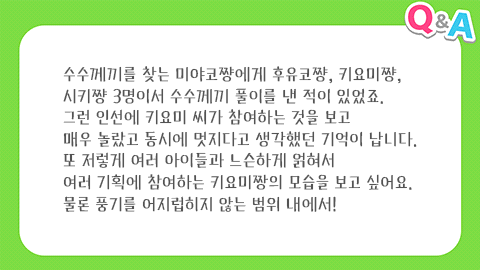 Q&A
수수께끼를 찾는 미야코쨩에게 후유코쨩, 키요미쨩,
시키쨩 3명이서 수수께끼 풀이를 낸 적이 있었죠.
그런 인선에 키요미 씨가 참여하는 것을 보고
매우 놀랐고 동시에 멋지다고 생각했던 기억이 납니다.
또 저렇게 여러 아이들과 느슨하게 얽혀서
여러 기획에 참여하는 키요미짱의 모습을 보고 싶어요.
물론 풍기를 어지럽히지 않는 범위 내에서!